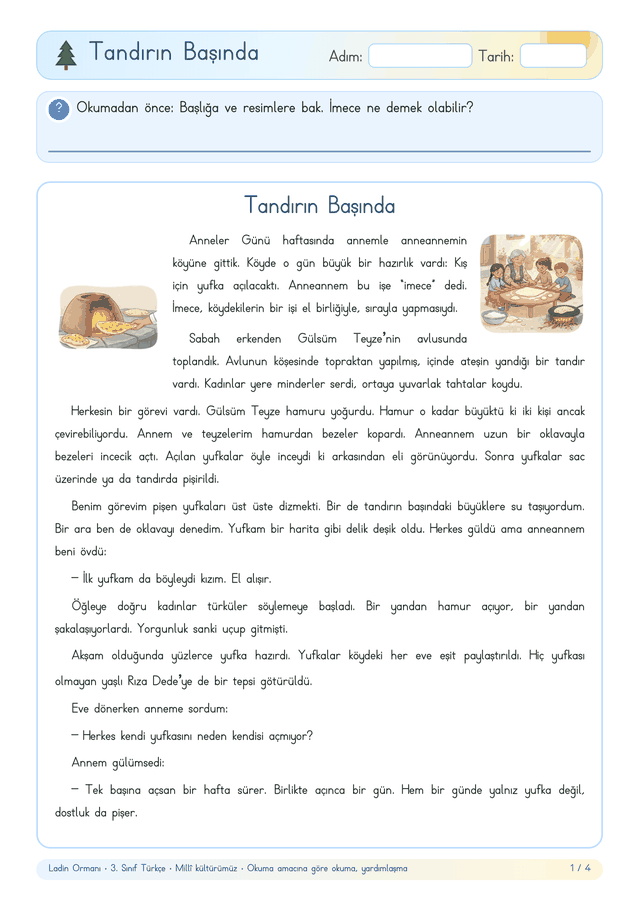 Tandırın Başında
Adım:
Tarih:
? Okumadan önce: Başlığa ve resimlere bak. İmece ne demek olabilir?
Tandırın Başında
Anneler Günü haftasında annemle anneannemin
köyüne gittik. Köyde o gün büyük bir hazırlık vardı: Kış
için yufka açılacaktı. Anneannem bu işe "imece" dedi.
İmece, köydekilerin bir işi el birliğiyle, sırayla yapmasıydı.
Sabah erkenden Gülsüm Teyze'nin avlusunda
toplandık. Avlunun köşesinde topraktan yapılmış, içinde ateşin yandığı bir tandır
vardı. Kadınlar yere minderler serdi, ortaya yuvarlak tahtalar koydu.
Herkesin bir görevi vardı. Gülsüm Teyze hamuru yoğurdu. Hamur o kadar büyüktü ki iki kişi ancak
çevirebiliyordu. Annem ve teyzelerim hamurdan bezeler kopardı. Anneannem uzun bir oklavayla
bezeleri incecik açtı. Açılan yufkalar öyle inceydi ki arkasından eli görünüyordu. Sonra yufkalar sac
üzerinde ya da tandırda pişirildi.
Benim görevim pişen yufkaları üst üste dizmekti. Bir de tandırın başındaki büyüklere su taşıyordum.
Bir ara ben de oklavayı denedim. Yufkam bir harita gibi delik deşik oldu. Herkes güldü ama anneannem
beni övdü:
– İlk yufkam da böyleydi kızım. El alışır.
Öğleye doğru kadınlar türküler söylemeye başladı. Bir yandan hamur açıyor, bir yandan
şakalaşıyorlardı. Yorgunluk sanki uçup gitmişti.
Akşam olduğunda yüzlerce yufka hazırdı. Yufkalar köydeki her eve eşit paylaştırıldı. Hiç yufkası
olmayan yaşlı Rıza Dede'ye de bir tepsi götürüldü.
Eve dönerken anneme sordum:
– Herkes kendi yufkasını neden kendisi açmıyor?
Annem gülümsedi:
– Tek başına açsan bir hafta sürer. Birlikte açınca bir gün. Hem bir günde yalnız yufka değil,
dostluk da pişer.
Ladin Ormanı • 3. Sınıf Türkçe • Millî kültürümüz • Okuma amacına göre okuma, yardımlaşma
1 / 4